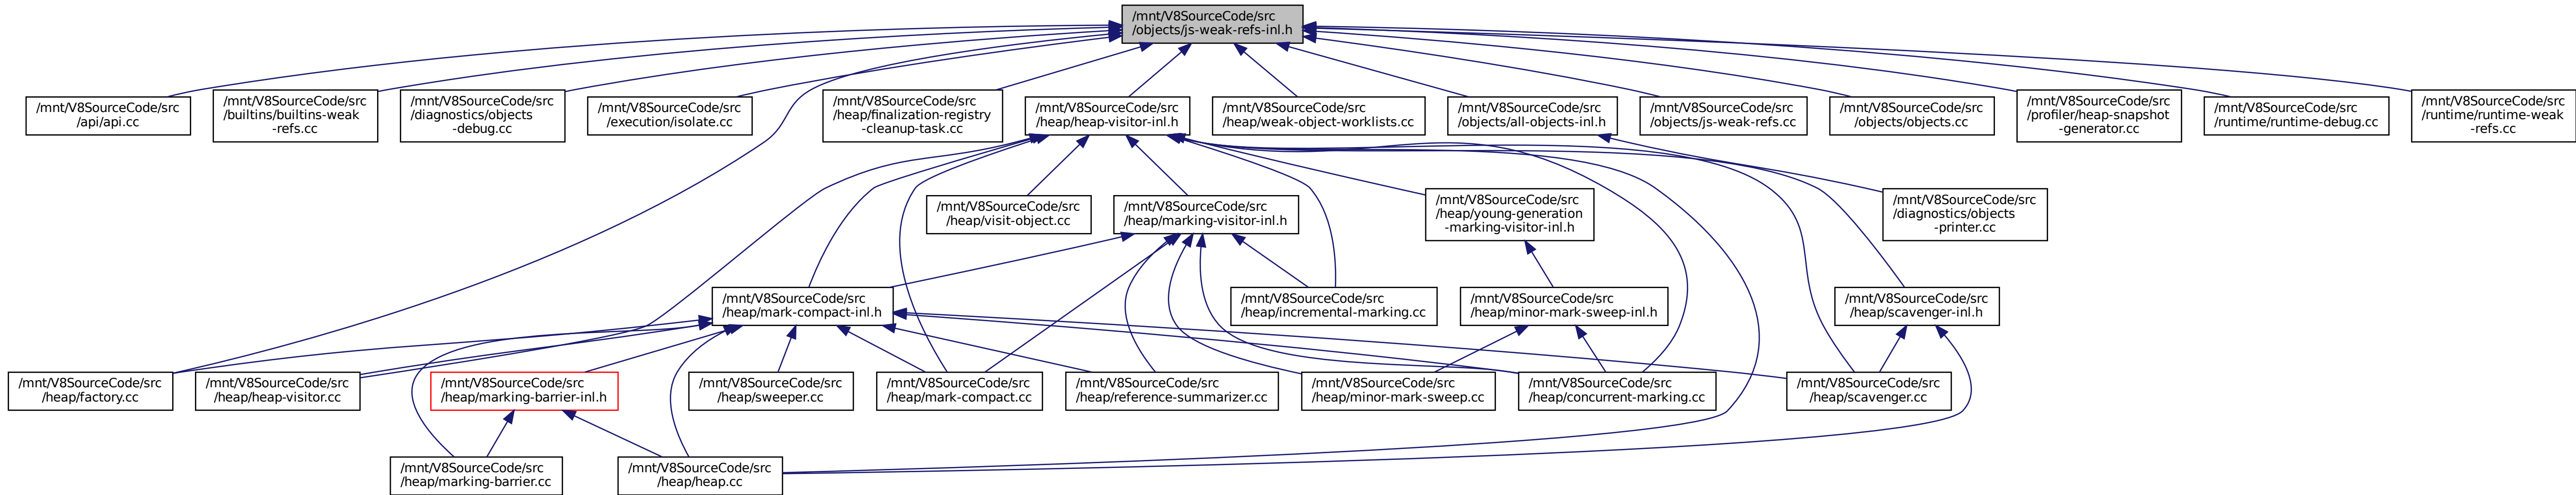 /mnt/V8SourceCode/src
/objects/js-weak-refs-inl.h
/mnt/V8SourceCode/src
/api/api.cc
/mnt/V8SourceCode/src
/builtins/builtins-weak
-refs.cc
/mnt/V8SourceCode/src
/diagnostics/objects
-debug.cc
/mnt/V8SourceCode/src
/execution/isolate.cc
/mnt/V8SourceCode/src
/heap/finalization-registry
-cleanup-task.cc
/mnt/V8SourceCode/src
/heap/heap-visitor-inl.h
/mnt/V8SourceCode/src
/heap/weak-object-worklists.cc
/mnt/V8SourceCode/src
/objects/all-objects-inl.h
/mnt/V8SourceCode/src
/objects/js-weak-refs.cc
/mnt/V8SourceCode/src
/objects/objects.cc
/mnt/V8SourceCode/src
/profiler/heap-snapshot
-generator.cc
/mnt/V8SourceCode/src
/runtime/runtime-debug.cc
/mnt/V8SourceCode/src
/runtime/runtime-weak
-refs.cc
/mnt/V8SourceCode/src
/heap/visit-object.cc
/mnt/V8SourceCode/src
/heap/marking-visitor-inl.h
/mnt/V8SourceCode/src
/heap/young-generation
-marking-visitor-inl.h
/mnt/V8SourceCode/src
/diagnostics/objects
-printer.cc
/mnt/V8SourceCode/src
/heap/mark-compact-inl.h
/mnt/V8SourceCode/src
/heap/incremental-marking.cc
/mnt/V8SourceCode/src
/heap/minor-mark-sweep-inl.h
/mnt/V8SourceCode/src
/heap/scavenger-inl.h
/mnt/V8SourceCode/src
/heap/factory.cc
/mnt/V8SourceCode/src
/heap/heap-visitor.cc
/mnt/V8SourceCode/src
/heap/marking-barrier-inl.h
/mnt/V8SourceCode/src
/heap/sweeper.cc
/mnt/V8SourceCode/src
/heap/mark-compact.cc
/mnt/V8SourceCode/src
/heap/reference-summarizer.cc
/mnt/V8SourceCode/src
/heap/minor-mark-sweep.cc
/mnt/V8SourceCode/src
/heap/concurrent-marking.cc
/mnt/V8SourceCode/src
/heap/scavenger.cc
/mnt/V8SourceCode/src
/heap/marking-barrier.cc
/mnt/V8SourceCode/src
/heap/heap.cc